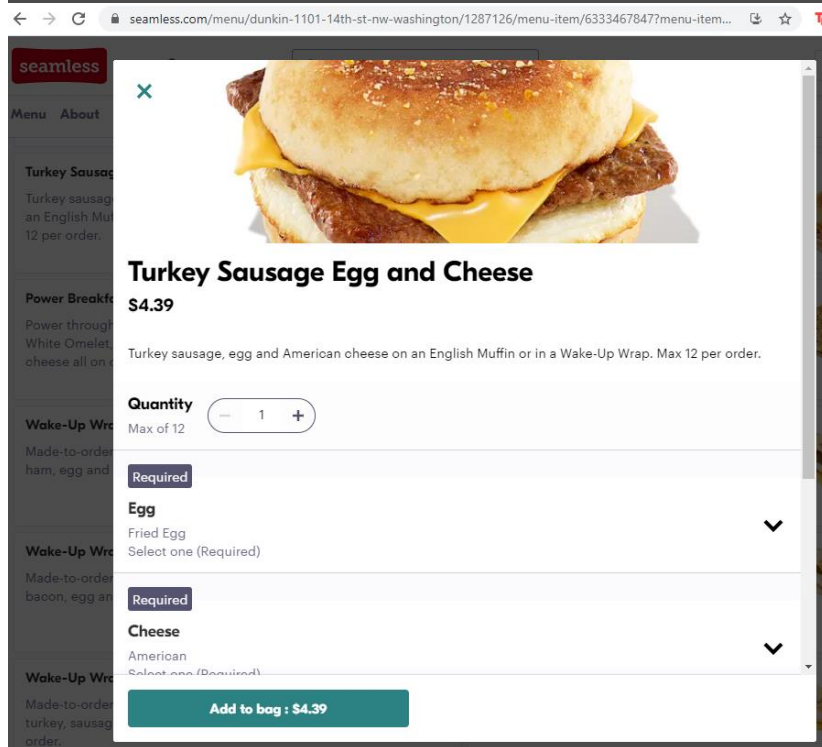 seamless.com/menu/dunkin-1101-14th-st-nw-washington/1287126/menu-item/6333467847?menu-item...
seamless
Menu About
Turkey Sausag
Turkey sausag
an English Muf
12 per order.
Power Breakfa
Power through
White Omelet,
cheese all on
Wake-Up Wra
Made-to-order
ham, egg and
Wake-Up Wra
Made-to-order
bacon, egg an
Wake-Up Wra
Made-to-order
turkey, sausag
order.
Turkey Sausage Egg and Cheese
$4.39
Turkey sausage, egg and American cheese on an English Muffin or in a Wake-Up Wrap. Max 12 per order.
Quantity
Max of 12
− 1 +
Required
Egg
Fried Egg
Select one (Required)
Required
Cheese
American
Select one (Required)
Add to bag : $4.39